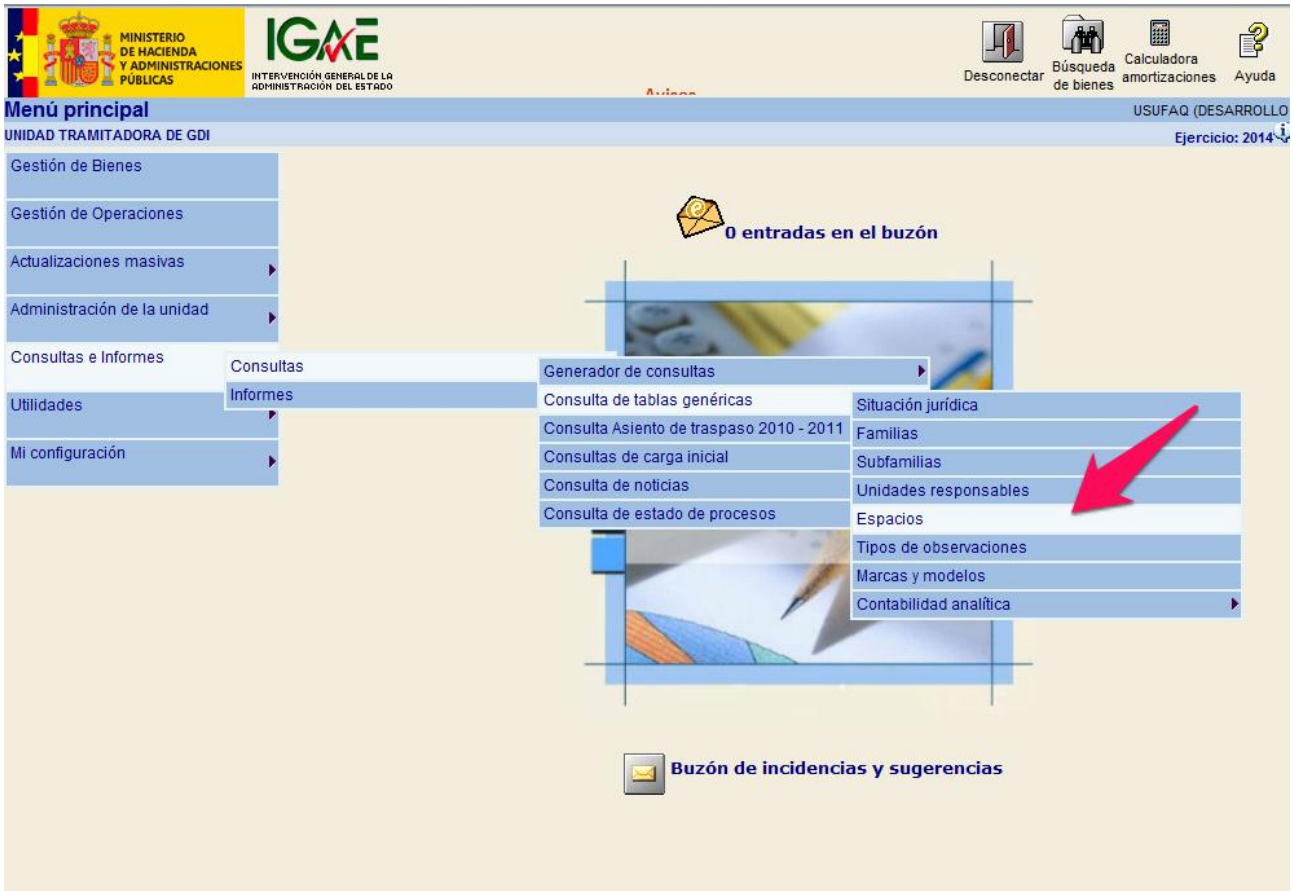 MINISTERIO
DE HACIENDA
Y ADMINISTRACIONES
PÚBLICAS
IGAE
INTERVENCIÓN GENERAL DE LA
ADMINISTRACIÓN DEL ESTADO
Avisos
Desconectar
Búsqueda
de bienes
Calculadora
amortizaciones
Ayuda
Menú principal
USUFAQ (DESARROLLO
UNIDAD TRAMITADORA DE GDI
Ejercicio: 2014
Gestión de Bienes
Gestión de Operaciones
Actualizaciones masivas
Administración de la unidad
Consultas e Informes
Utilidades
Mi configuración
Consultas
Informes
Generador de consultas
Consulta de tablas genéricas
Consulta Asiento de traspaso 2010 - 2011
Consultas de carga inicial
Consulta de noticias
Consulta de estado de procesos
Situación jurídica
Familias
Subfamilias
Unidades responsables
Espacios
Tipos de observaciones
Marcas y modelos
Contabilidad analítica
0 entradas en el buzón
Buzón de incidencias y sugerencias